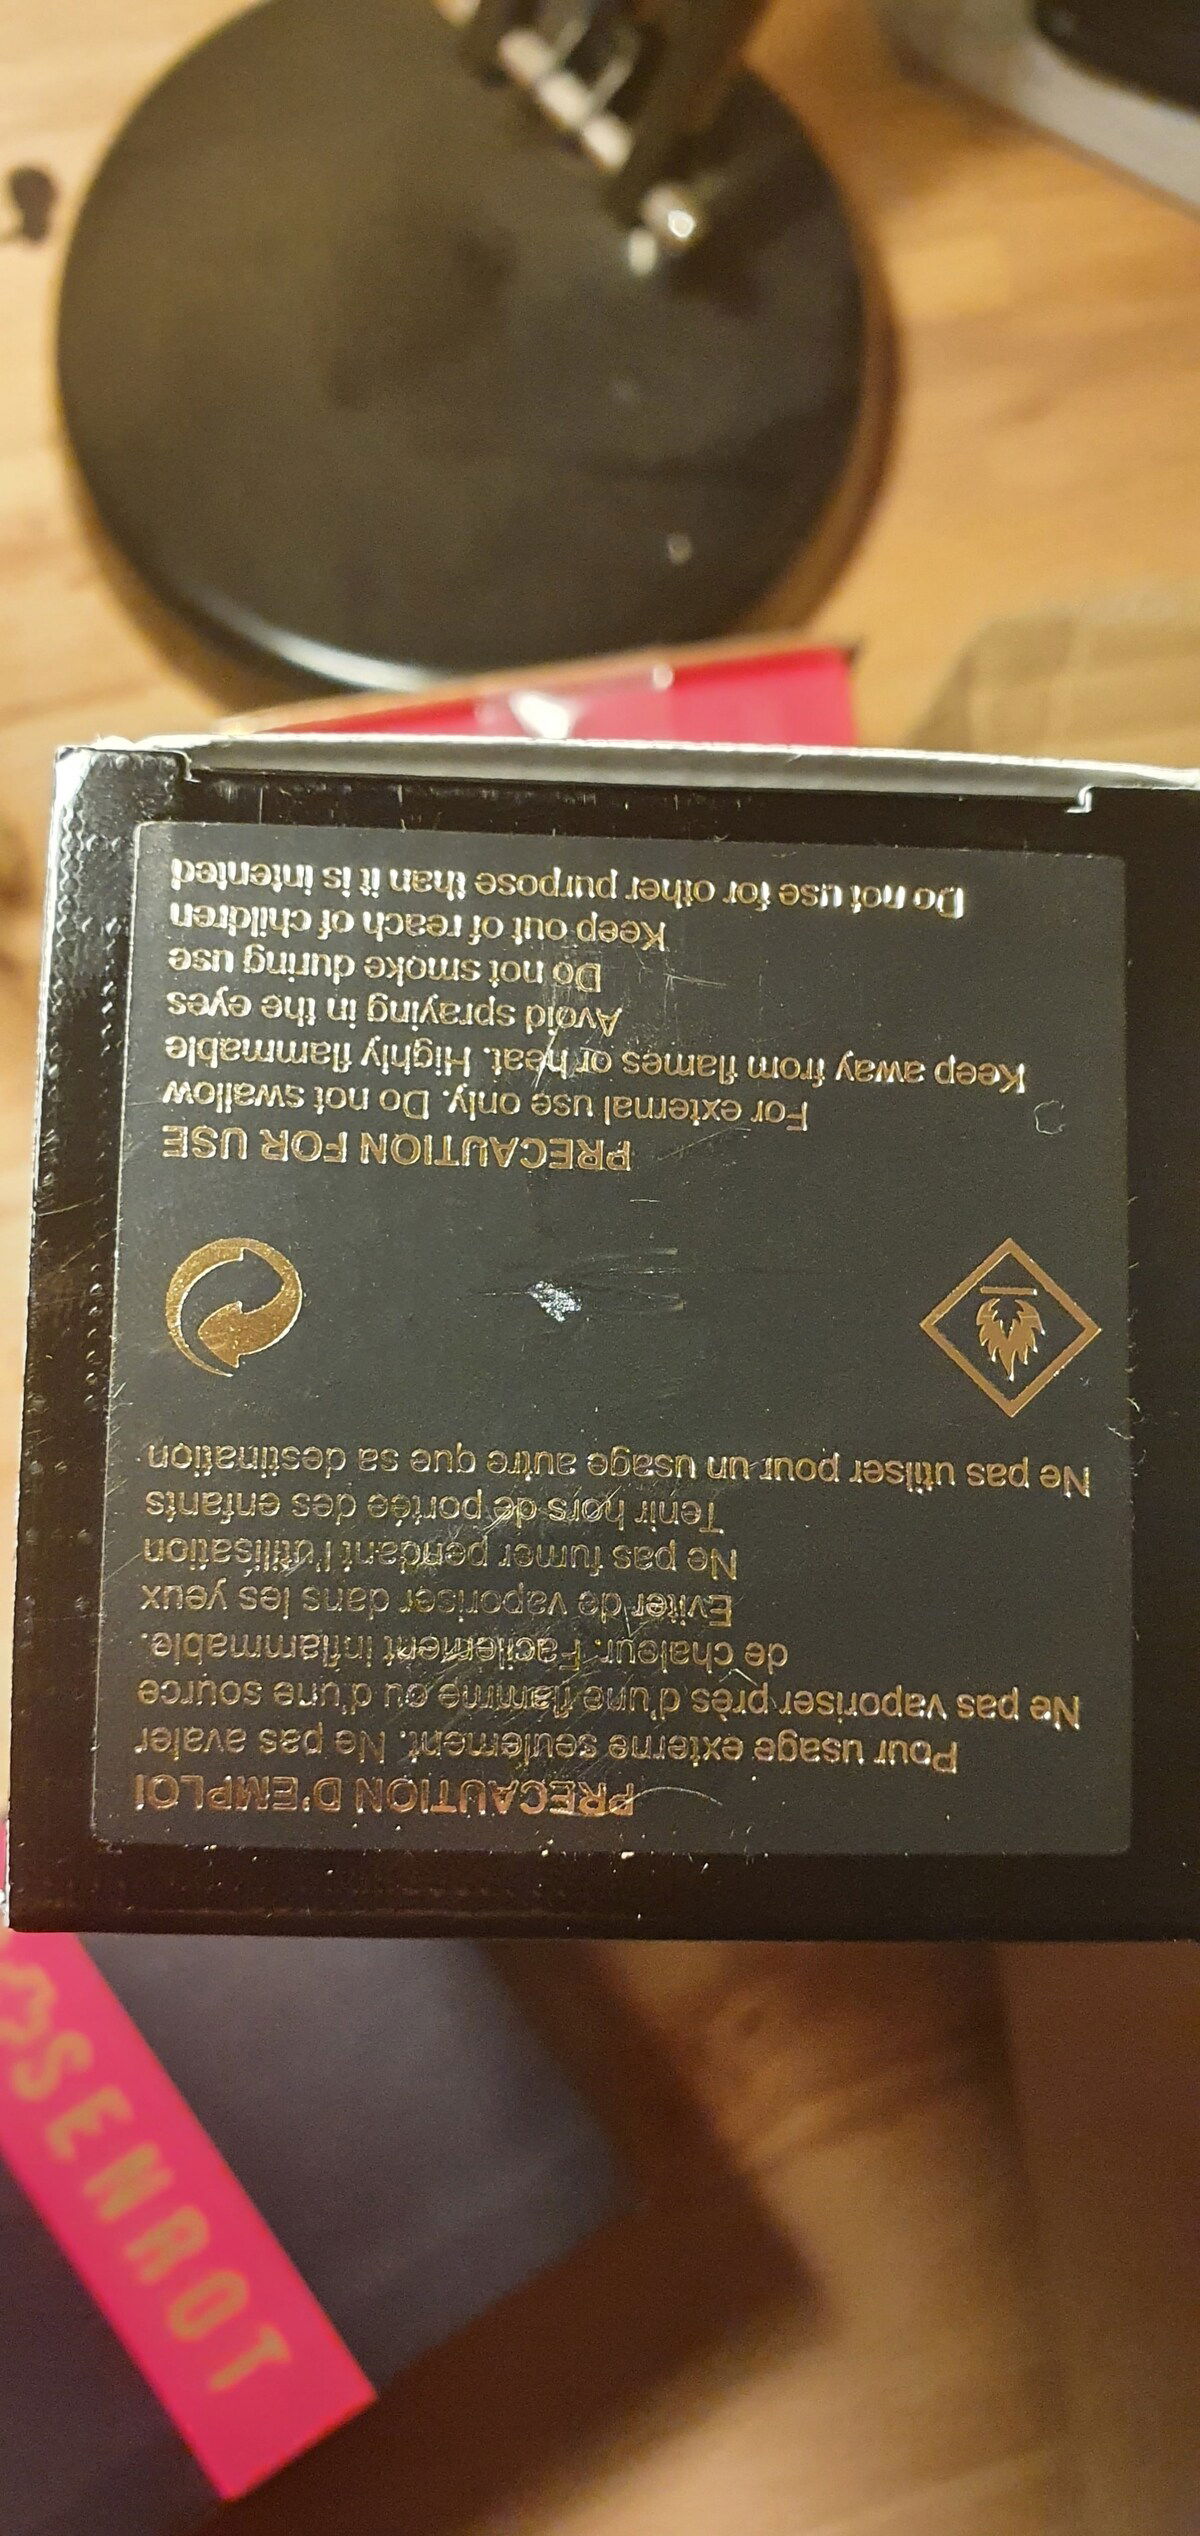 PRECAUTION D'EMPLOI
Pour usage externe seulement. Ne pas avaler
Ne pas vaporiser près d'une flamme ou d'une source
de chaleur. Facilement inflammable.
Eviter de vaporiser dans les yeux
Ne pas fumer pendant l'utilisation
Tenir hors de portée des enfants
Ne pas utiliser pour un usage autre que sa destination
PRECAUTION FOR USE
For external use only. Do not swallow
Keep away from flames or heat. Highly flammable
Avoid spraying in the eyes
Do not smoke during use
Keep out of reach of children
Do not use for other purpose than it is intented
SENROT